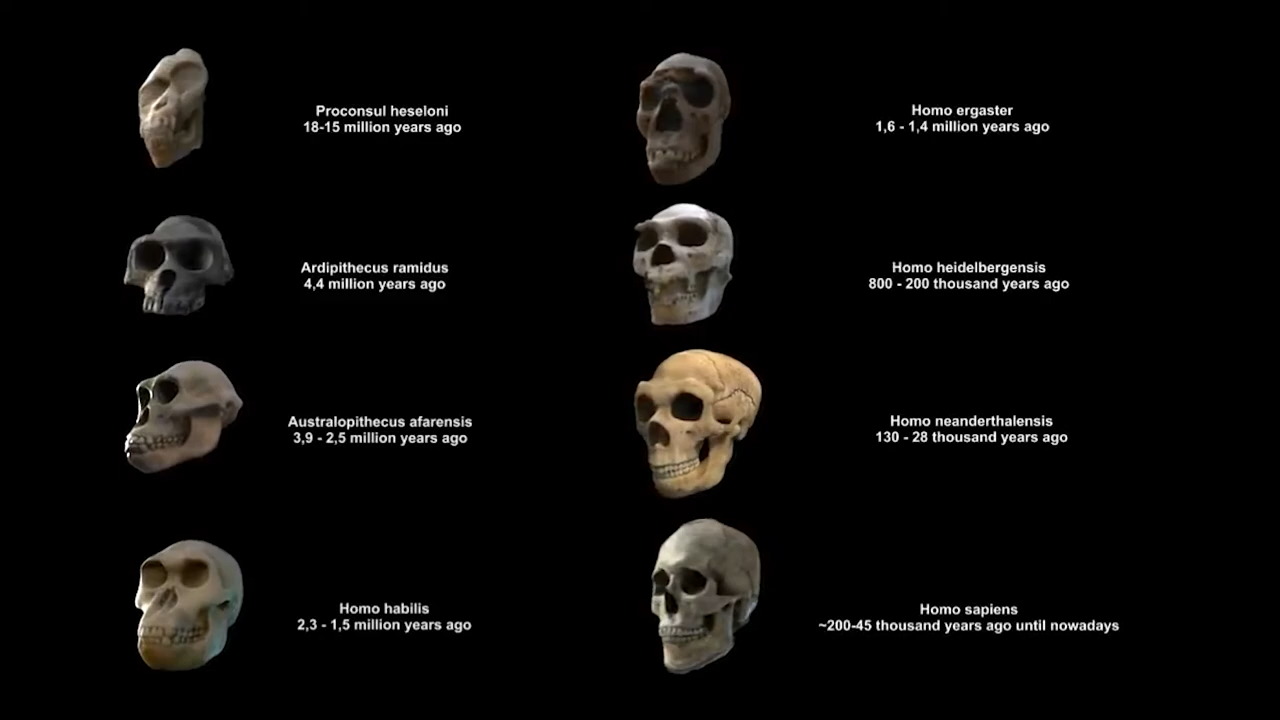 Proconsul heseloni
18-15 million years ago
Ardipithecus ramidus
4,4 million years ago
Australopithecus afarensis
3,9 - 2,5 million years ago
Homo habilis
2,3 - 1,5 million years ago
Homo ergaster
1,6 - 1,4 million years ago
Homo heidelbergensis
800 - 200 thousand years ago
Homo neanderthalensis
130 - 28 thousand years ago
Homo sapiens
~200-45 thousand years ago until nowadays